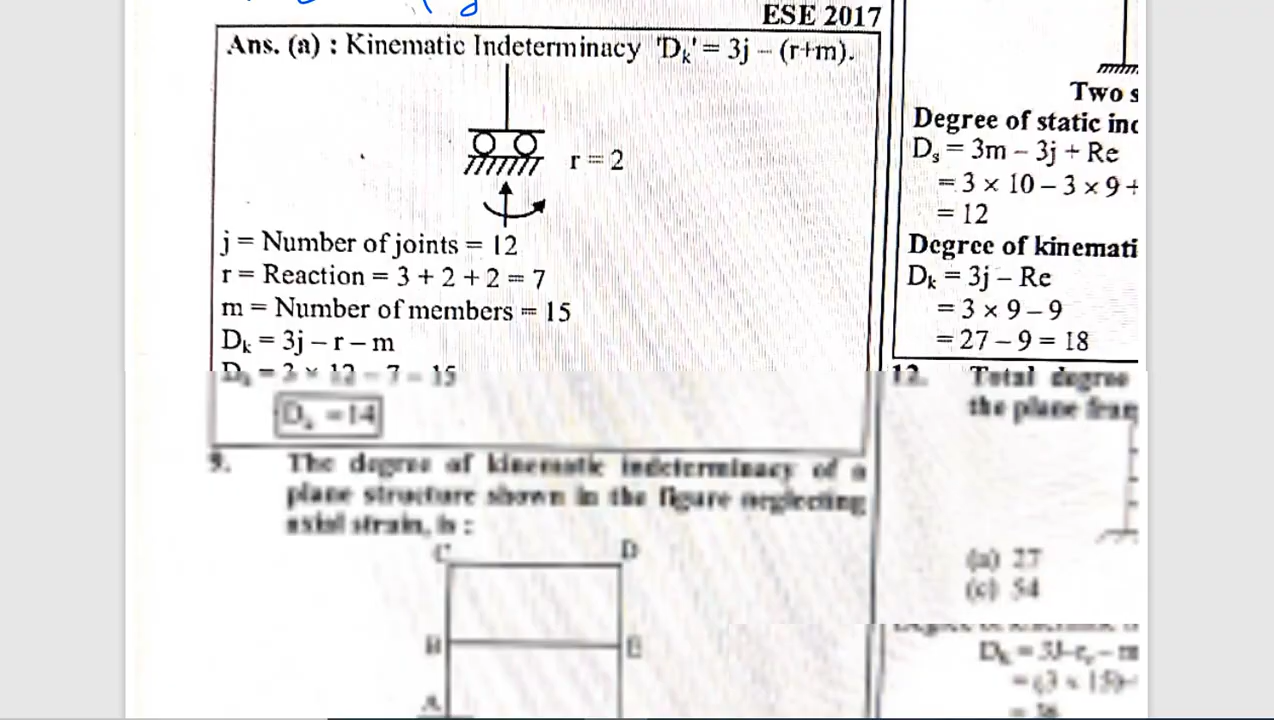 ESE 2017
Ans. (a) : Kinematic Indeterminacy 'Dk' = 3j – (r+m).
r = 2
j = Number of joints = 12
r = Reaction = 3 + 2 + 2 = 7
m = Number of members = 15
Dk = 3j – r – m
Dk = 3 × 12 – 7 – 15
Dk = 14
9. The degree of kinematic indeterminacy of a
plane structure shown in the figure neglecting
axial strain, is :
C D
B E
A
Two s
Degree of static inc
Ds = 3m – 3j + Re
= 3 × 10 – 3 × 9 +
= 12
Degree of kinemati
Dk = 3j – Re
= 3 × 9 – 9
= 27 – 9 = 18
12. Total degree
the plane fram
(a) 27
(c) 54
= (3 × 15)-